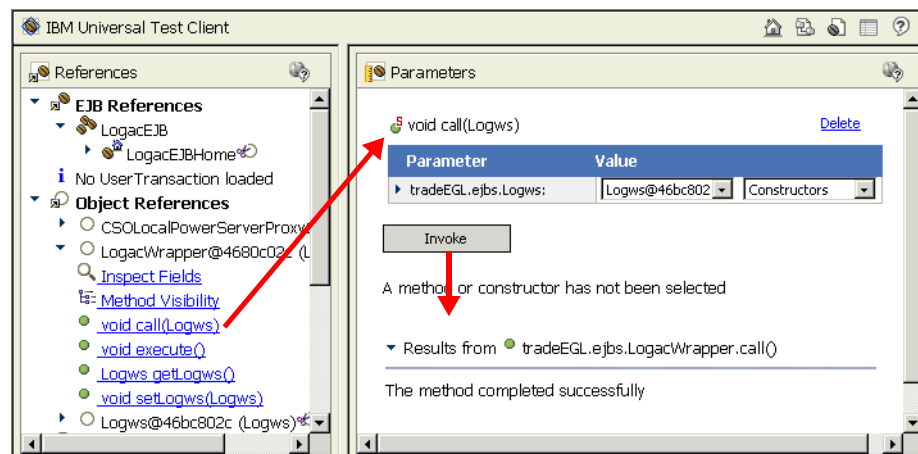 IBM Universal Test Client
References
EJB References
LogacEJB
LogacEJBHome
No UserTransaction loaded
Object References
CSOLocalPowerServerProxy
LogacWrapper@4680c02c (L
Inspect Fields
Method Visibility
void call(Logws)
void execute()
Logws getLogws()
void setLogws(Logws)
Logws@46bc802c (Logws)
Parameters
void call(Logws)
Delete
Parameter Value
tradeEGL.ejbs.Logws: Logws@46bc802 Constructors
Invoke
A method or constructor has not been selected
Results from tradeEGL.ejbs.LogacWrapper.call()
The method completed successfully